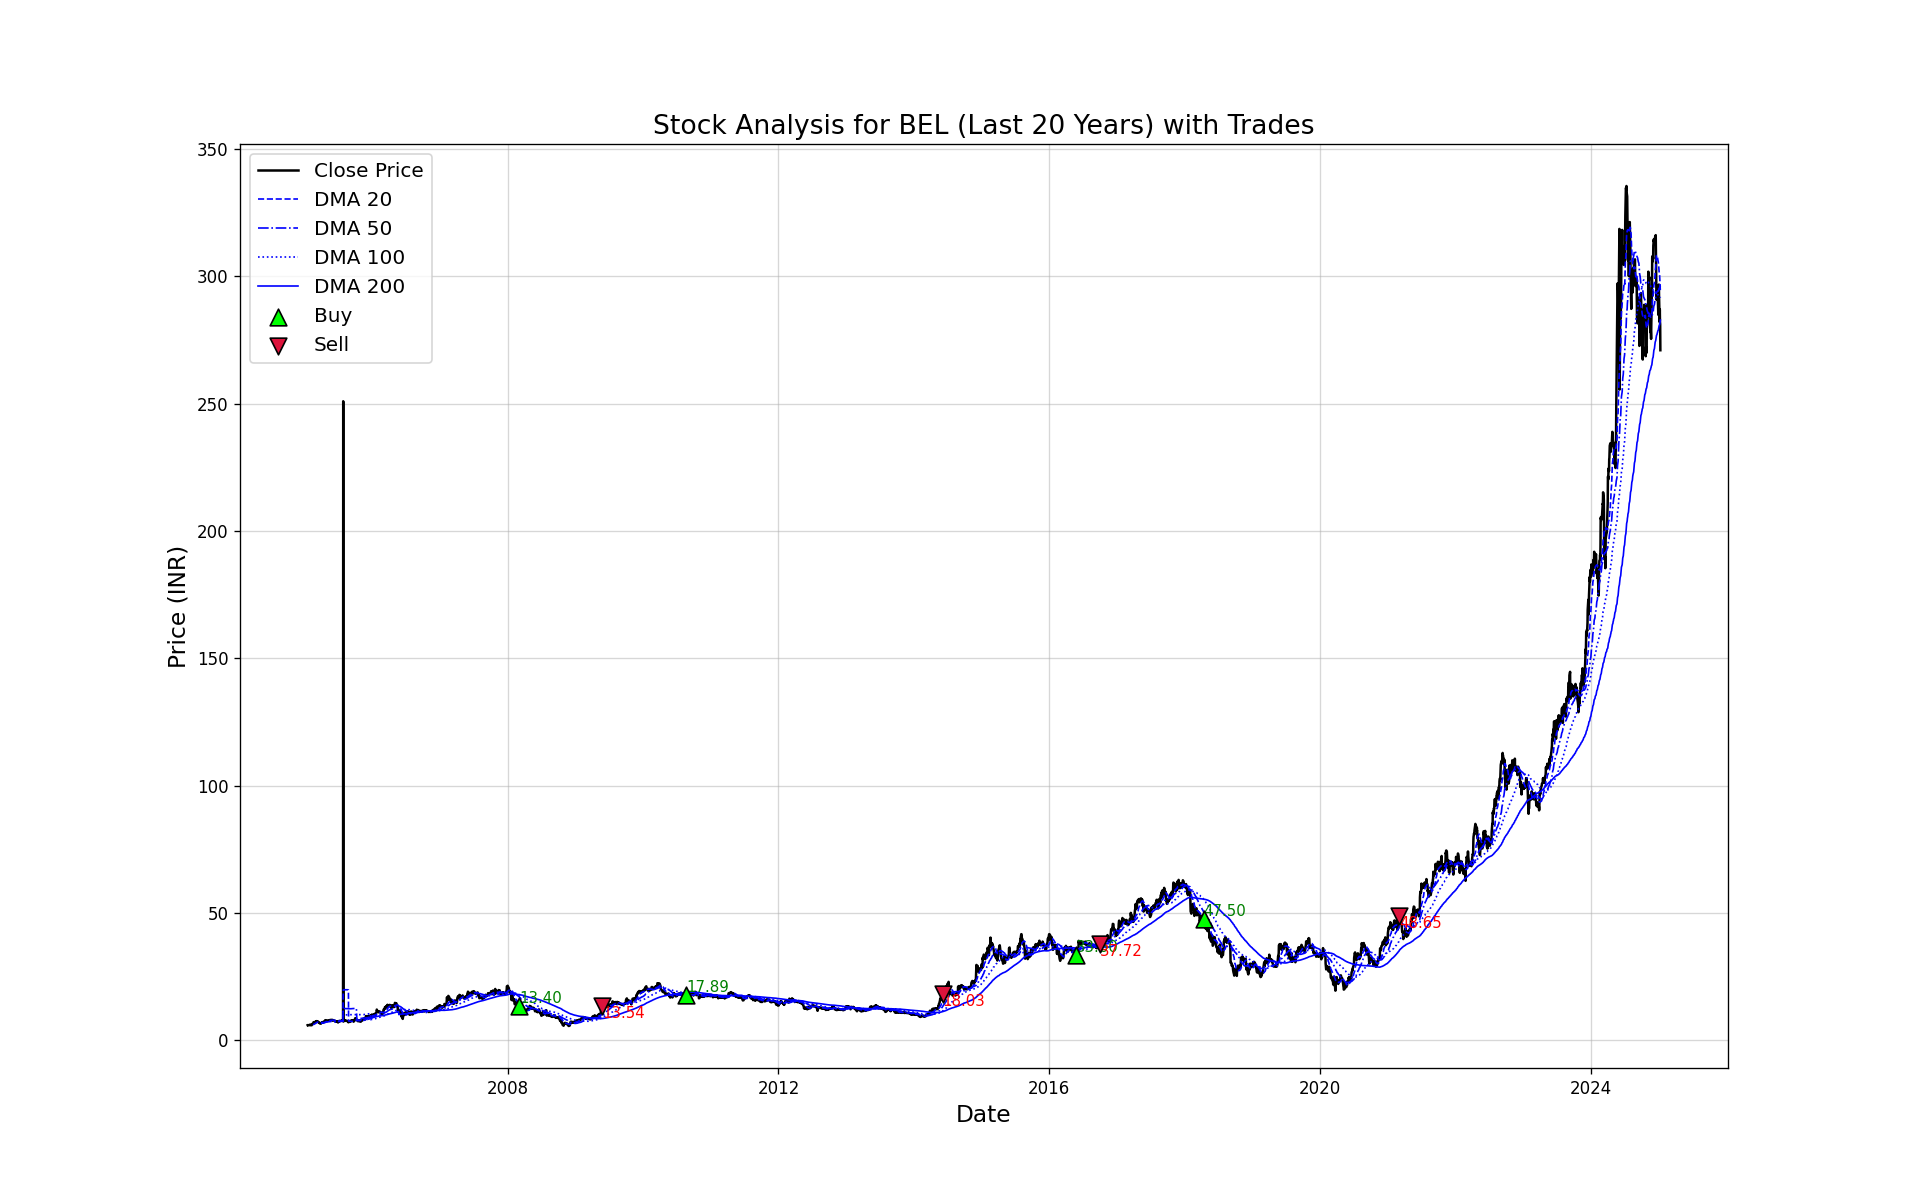 Stock Analysis for BEL (Last 20 Years) with Trades
Close Price
DMA 20
DMA 50
DMA 100
DMA 200
Buy
Sell
350
300
250
200
150
100
50
0
Price (INR)
13.40
13.54
17.89
18.03
37.72
47.50
2008
2012
2016
2020
2024
Date